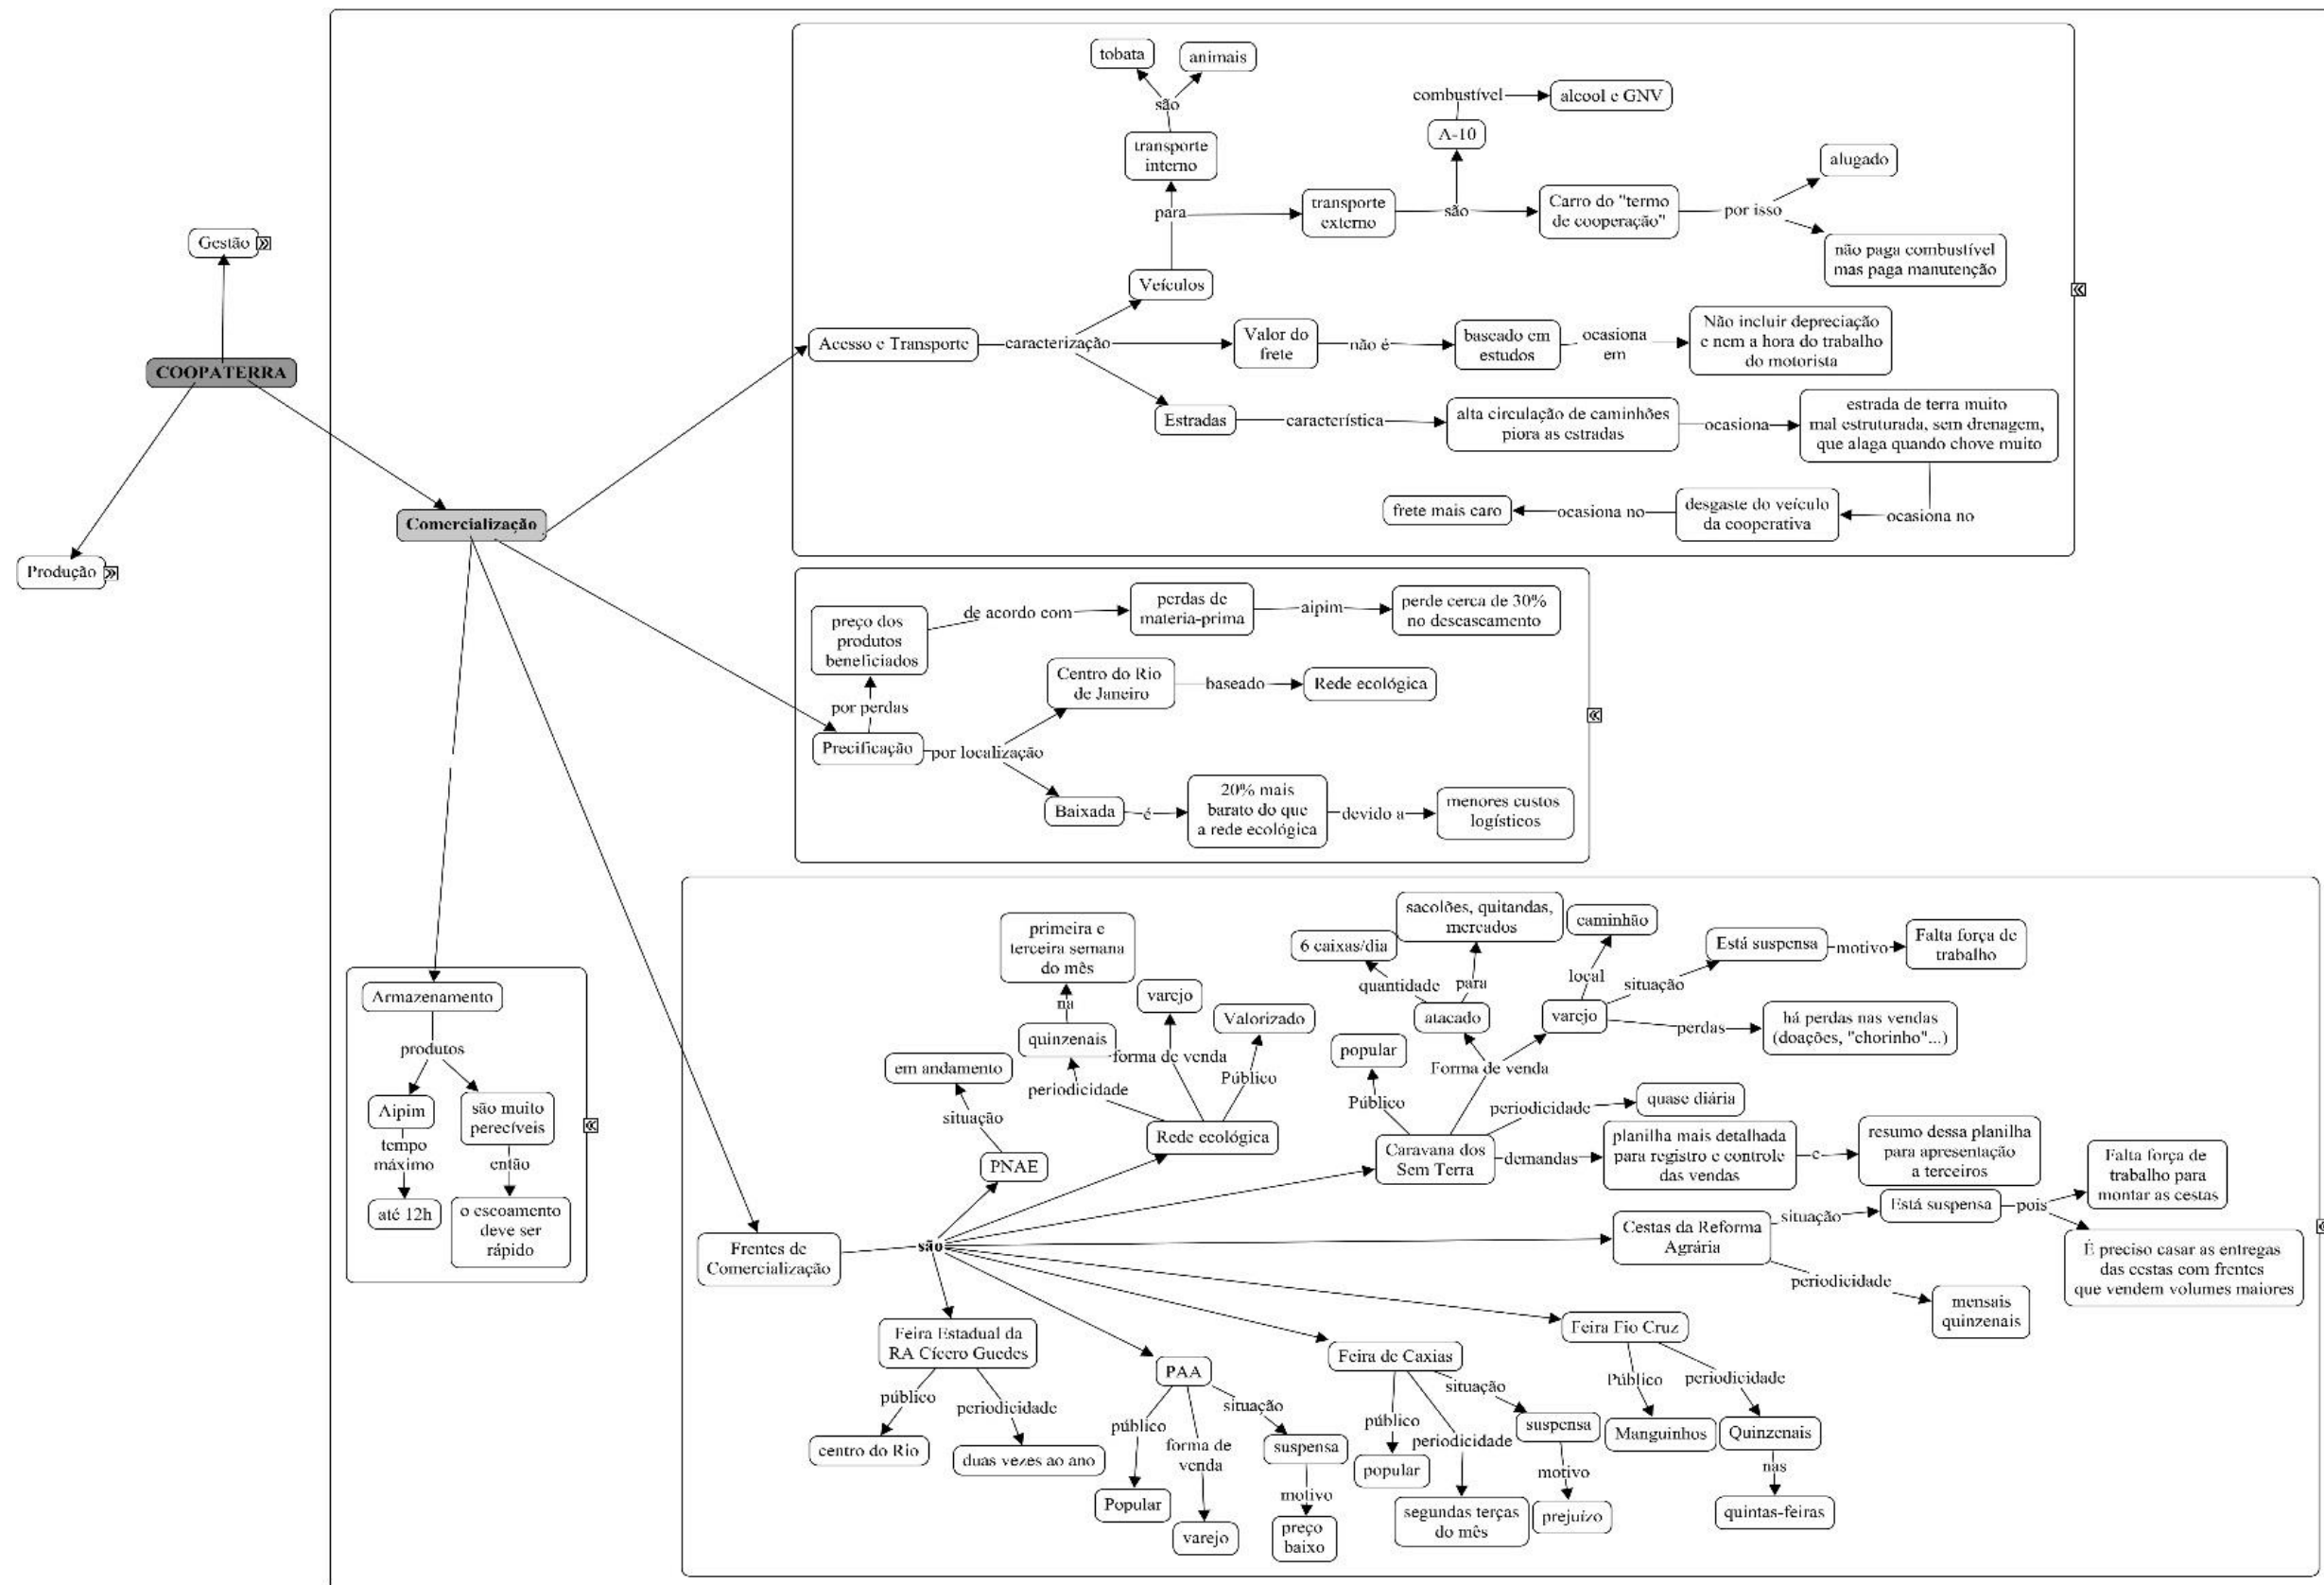 Gestão
COOPATERRA
Produção
Comercialização
tobata
animais
são
transporte
interno
para
Veículos
combustível
alcool e GNV
A-10
transporte
externo
são
Carro do "termo
de cooperação"
por isso
alugado
não paga combustível
mas paga manutenção
Acesso e Transporte
caracterização
Valor do
frete
não é
baseado em
estudos
ocasiona
em
Não incluir depreciação
e nem a hora do trabalho
do motorista
Estradas
característica
alta circulação de caminhões
piora as estradas
ocasiona
estrada de terra muito
mal estruturada, sem drenagem,
que alaga quando chove muito
ocasiona no
desgaste do veículo
da cooperativa
ocasiona no
frete mais caro
preço dos
produtos
beneficiados
de acordo com
perdas de
materia-prima
aipim
perde cerca de 30%
no descascamento
por perdas
Precificação
por localização
Centro do Rio
de Janeiro
baseado
Rede ecológica
Baixada
é
20% mais
barato do que
a rede ecológica
devido a
menores custos
logísticos
Armazenamento
produtos
Aipim
tempo
máximo
até 12h
são muito
perecíveis
então
o escoamento
deve ser
rápido
Frentes de
Comercialização
são
PNAE
situação
em andamento
Rede ecológica
periodicidade
quinzenais
na
primeira e
terceira semana
do mês
forma de venda
varejo
Público
Valorizado
Caravana dos
Sem Terra
Público
popular
Forma de venda
atacado
quantidade
6 caixas/dia
para
sacolões, quitandas,
mercados
varejo
local
caminhão
situação
Está suspensa
motivo
Falta força de
trabalho
perdas
há perdas nas vendas
(doações, "chorinho"...)
periodicidade
quase diária
demandas
planilha mais detalhada
para registro e controle
das vendas
e
resumo dessa planilha
para apresentação
a terceiros
Cestas da Reforma
Agrária
situação
Está suspensa
pois
Falta força de
trabalho para
montar as cestas
É preciso casar as entregas
das cestas com frentes
que vendem volumes maiores
periodicidade
mensais
quinzenais
Feira Estadual da
RA Cícero Guedes
público
centro do Rio
periodicidade
duas vezes ao ano
PAA
público
Popular
forma de
venda
varejo
situação
suspensa
motivo
preço
baixo
Feira de Caxias
público
popular
periodicidade
segundas terças
do mês
situação
suspensa
motivo
prejuízo
Feira Fio Cruz
Público
Manguinhos
periodicidade
Quinzenais
nas
quintas-feiras